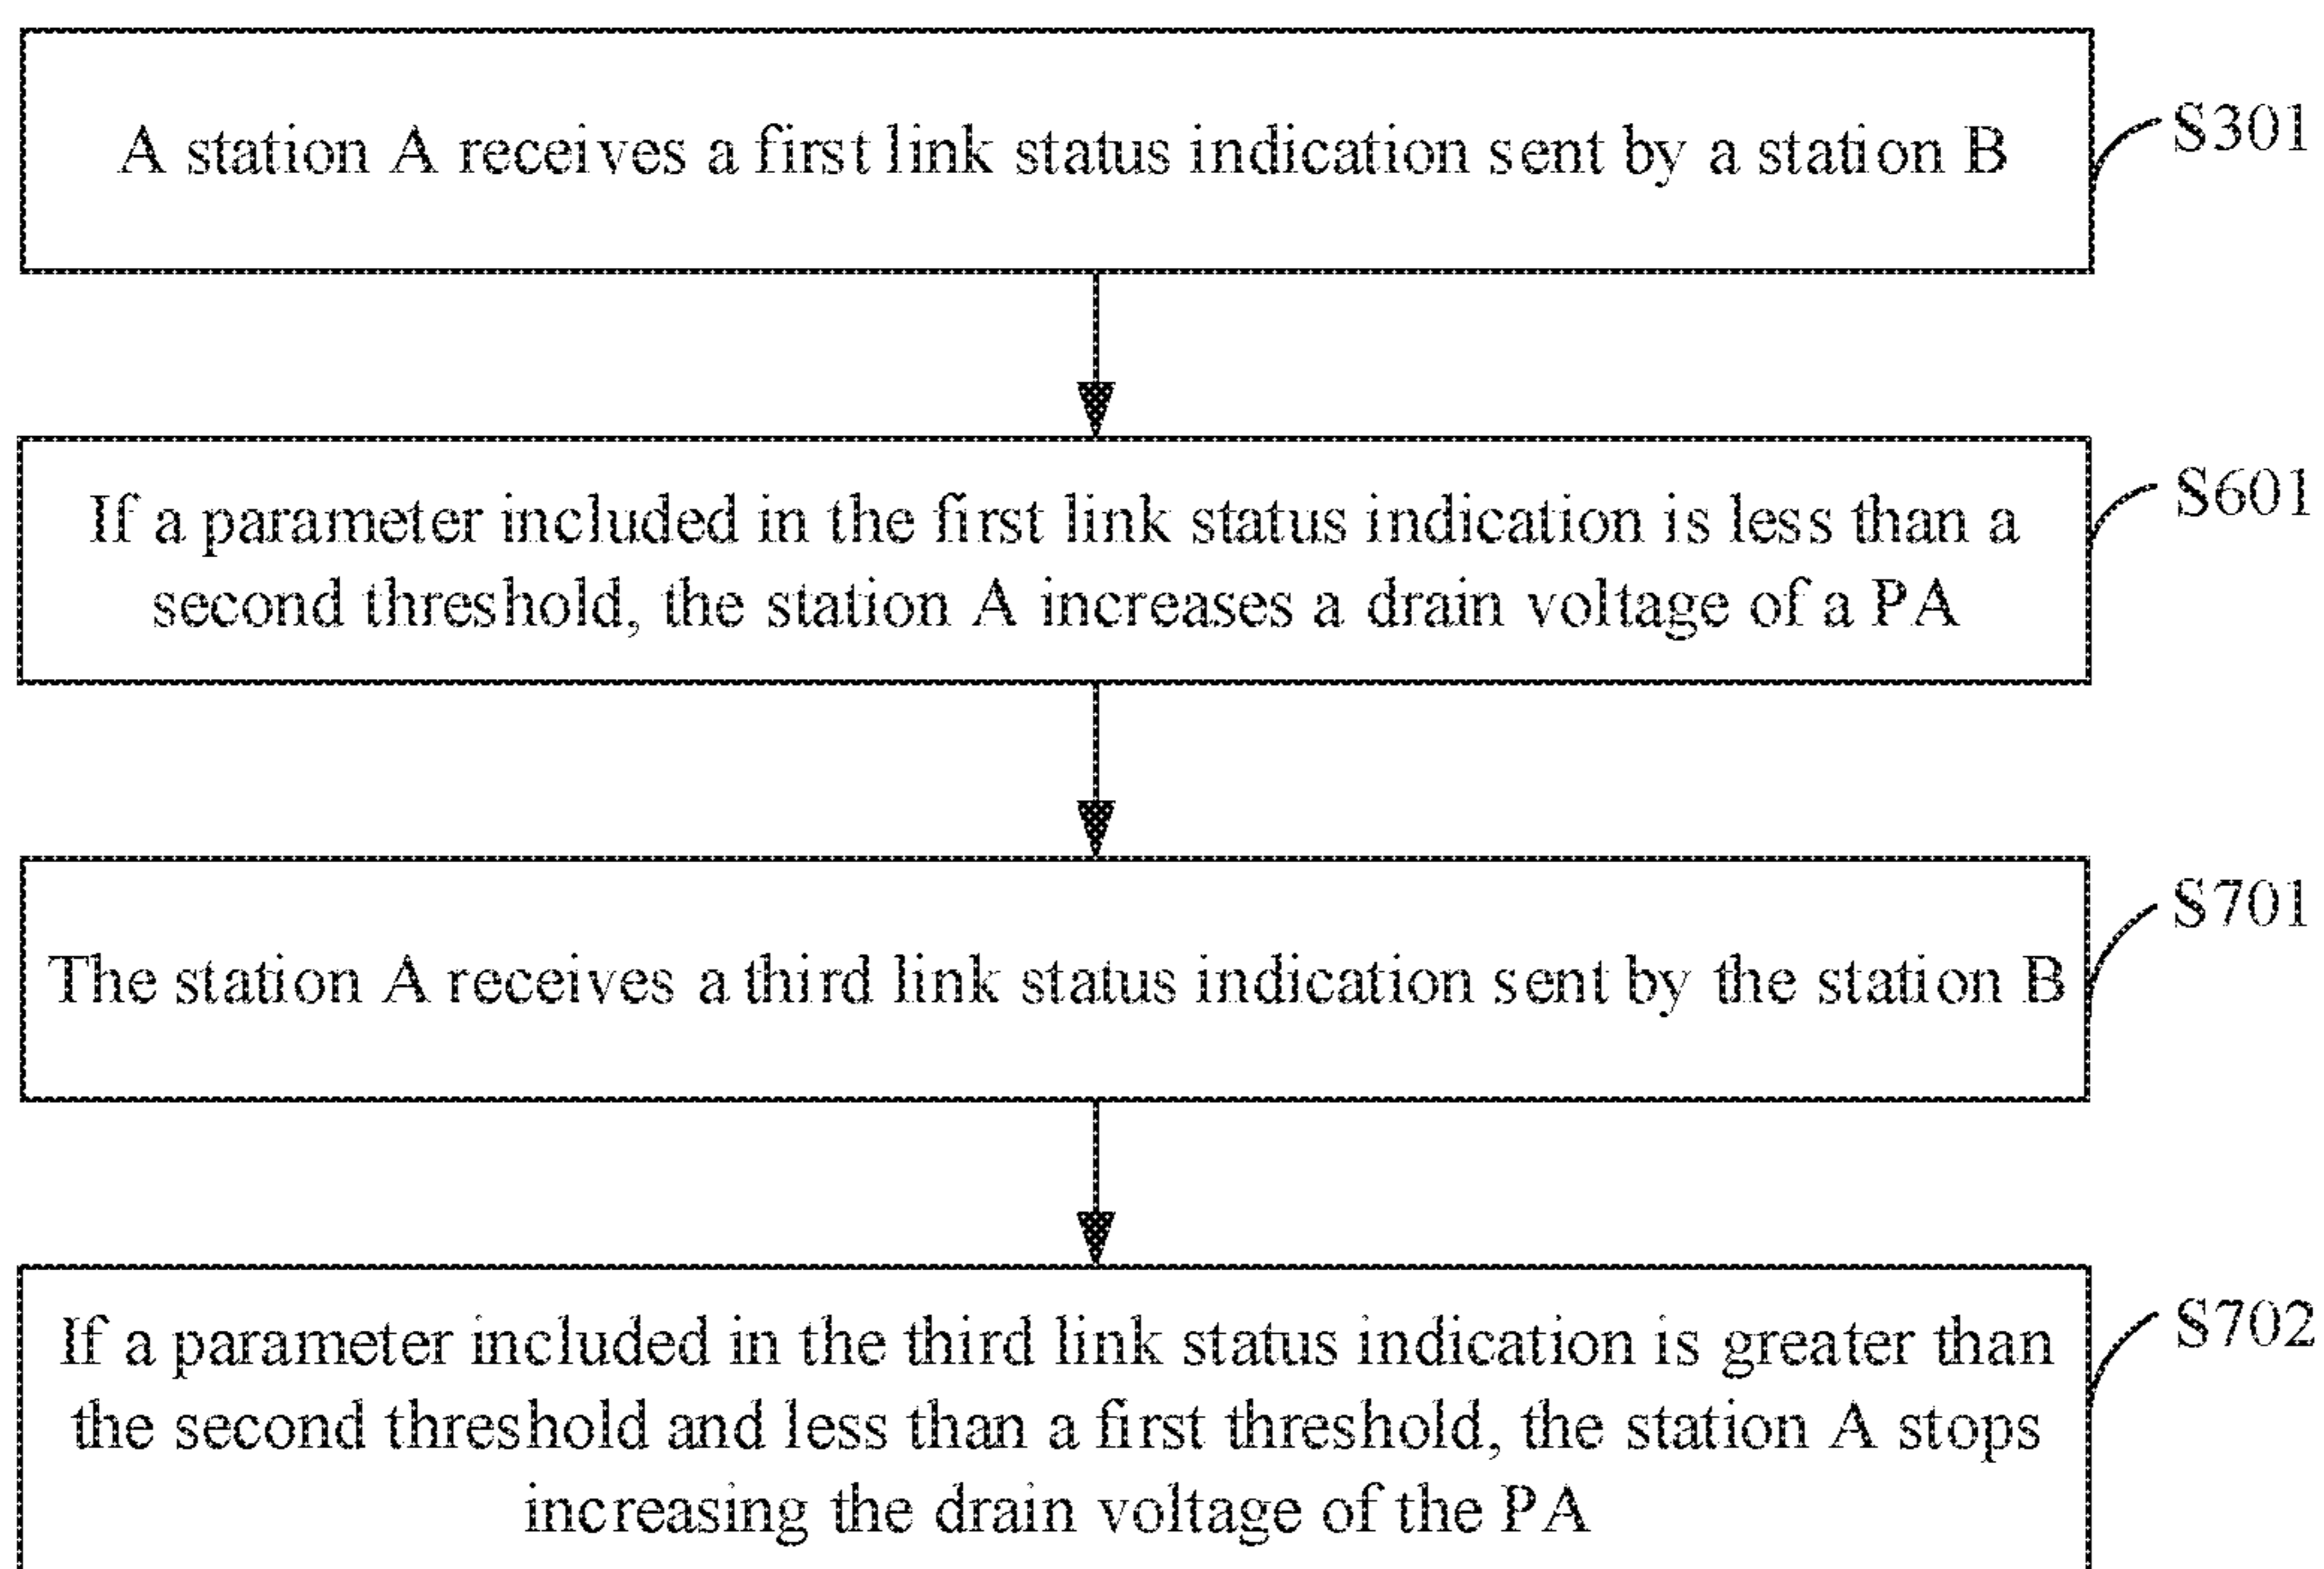 A station A receives a first link status indication sent by a station B
S301
If a parameter included in the first link status indication is less than a
second threshold, the station A increases a drain voltage of a PA
S601
The station A receives a third link status indication sent by the station B
S701
If a parameter included in the third link status indication is greater than
the second threshold and less than a first threshold, the station A stops
increasing the drain voltage of the PA
S702